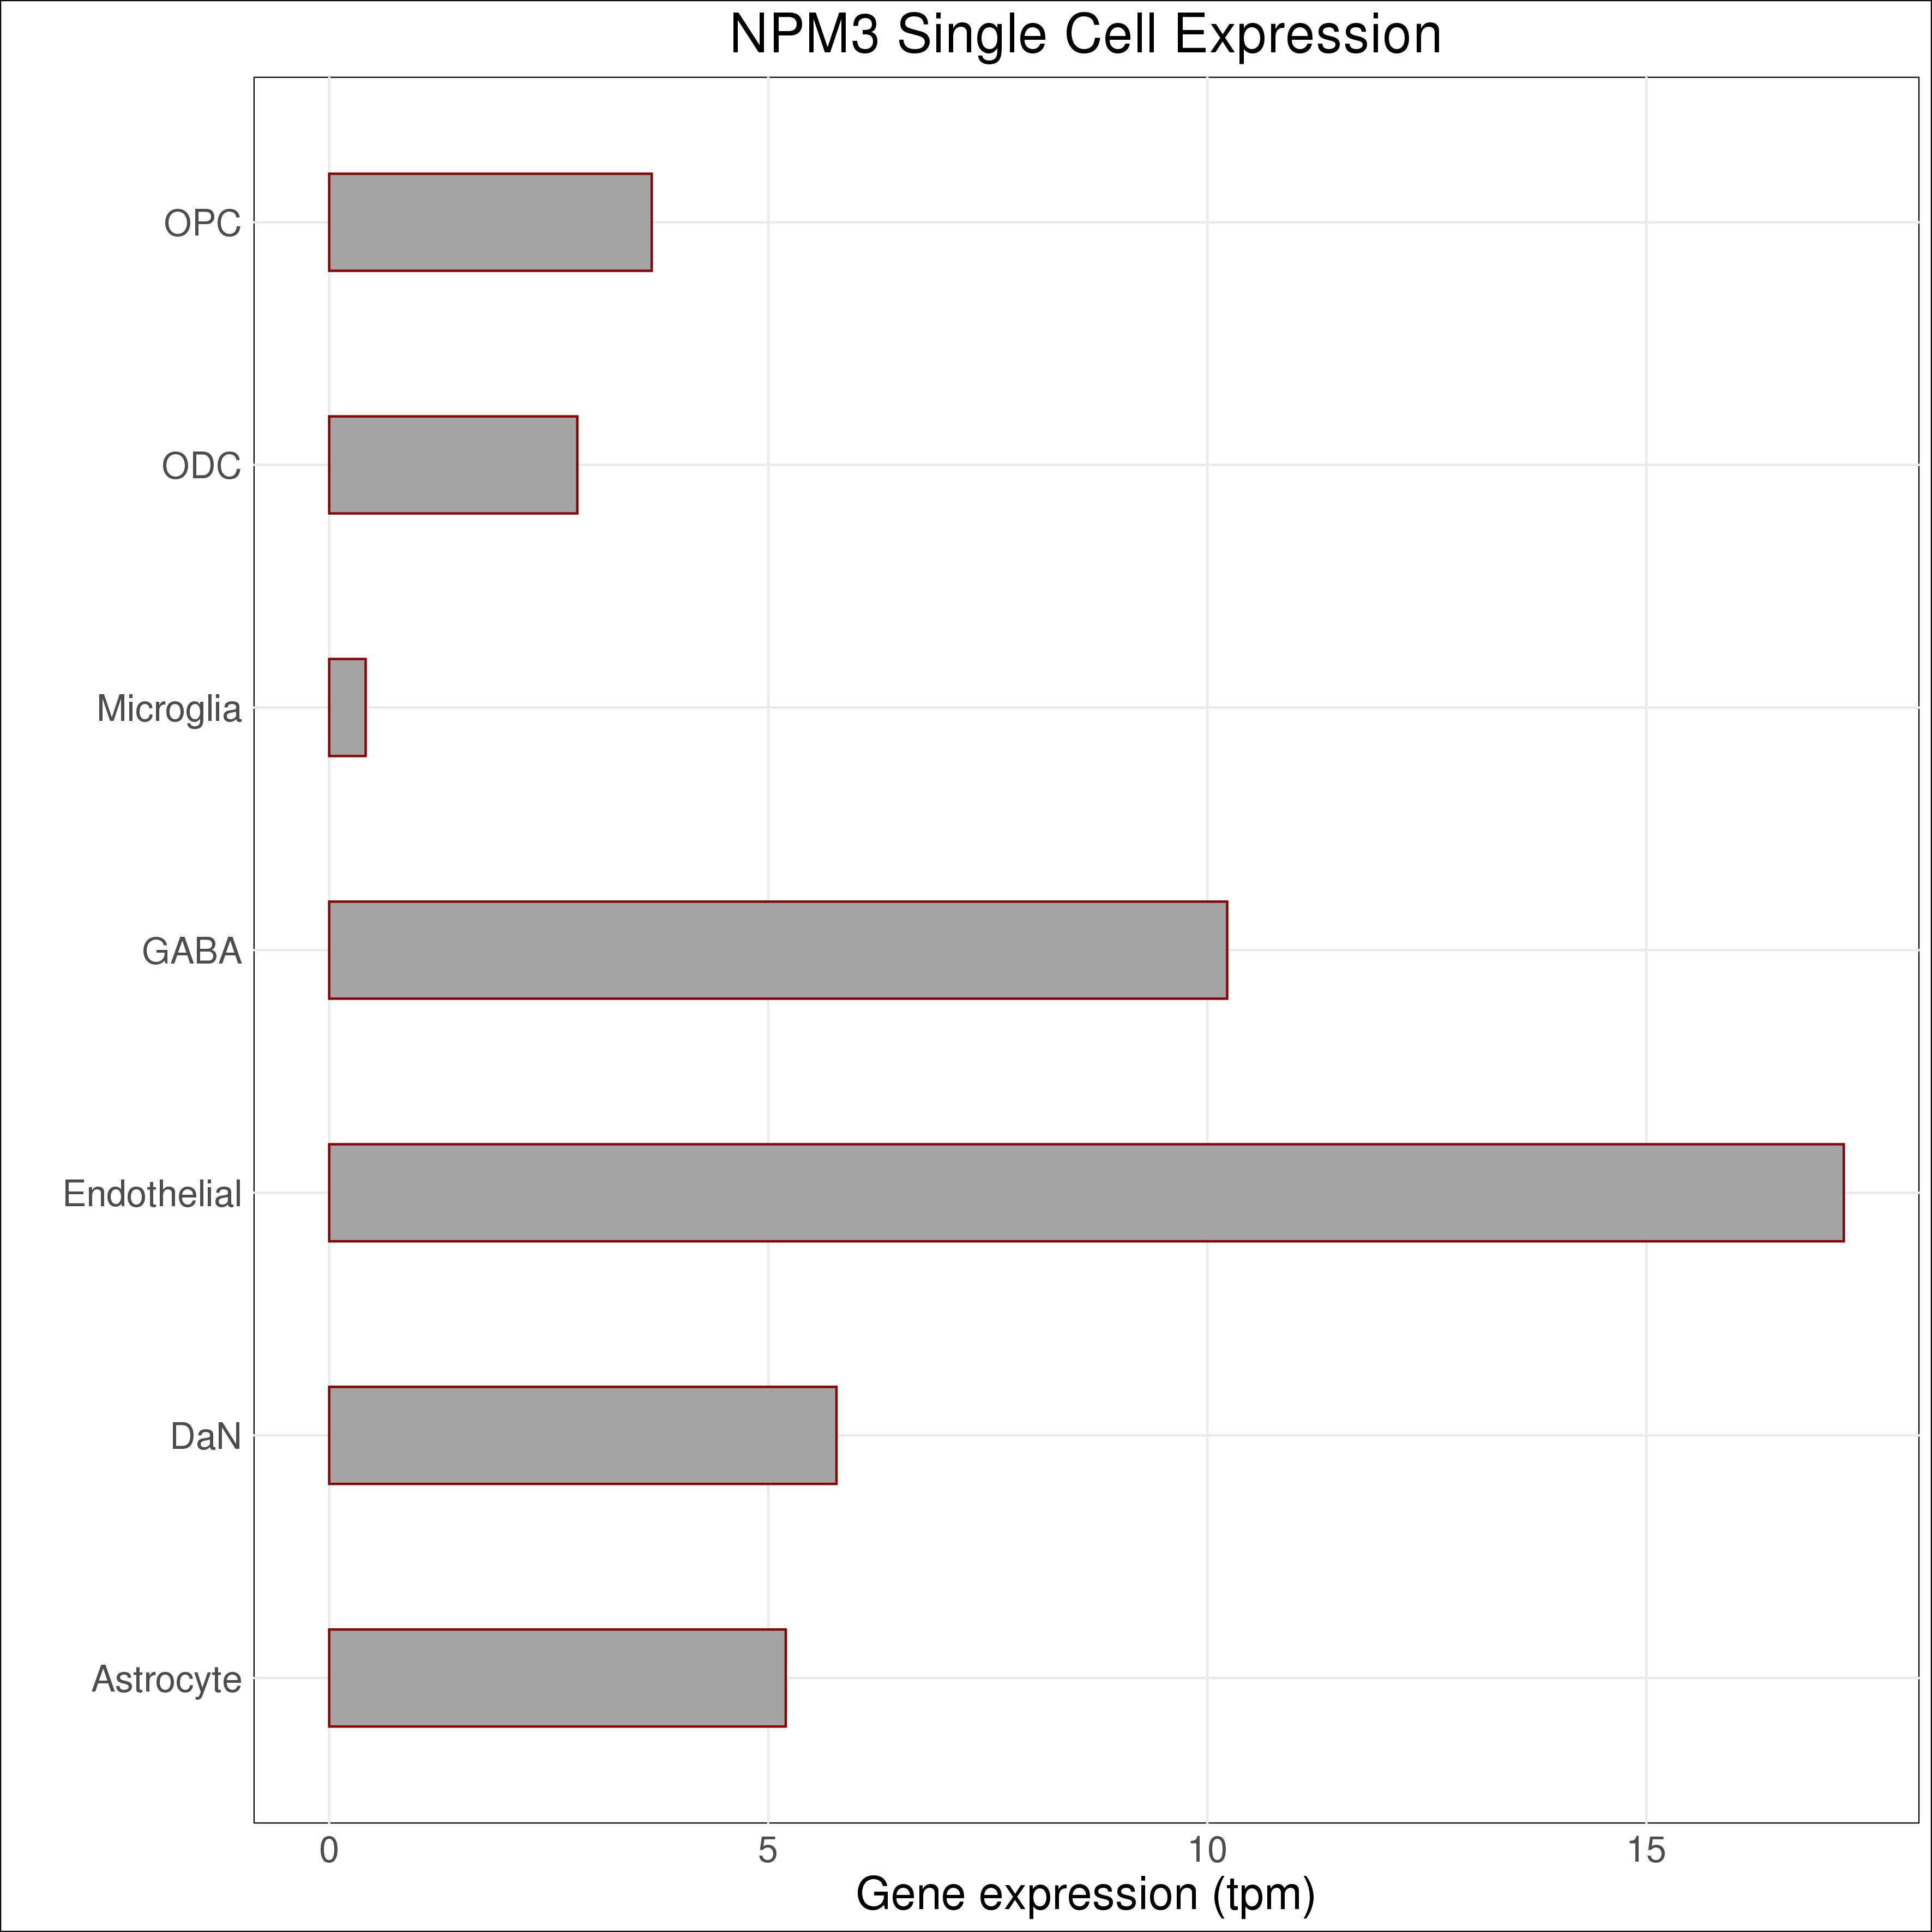 NPM3 Single Cell Expression
OPC
ODC
Microglia
GABA
Endothelial
DaN
Astrocyte
0 5 10 15
Gene expression (tpm)